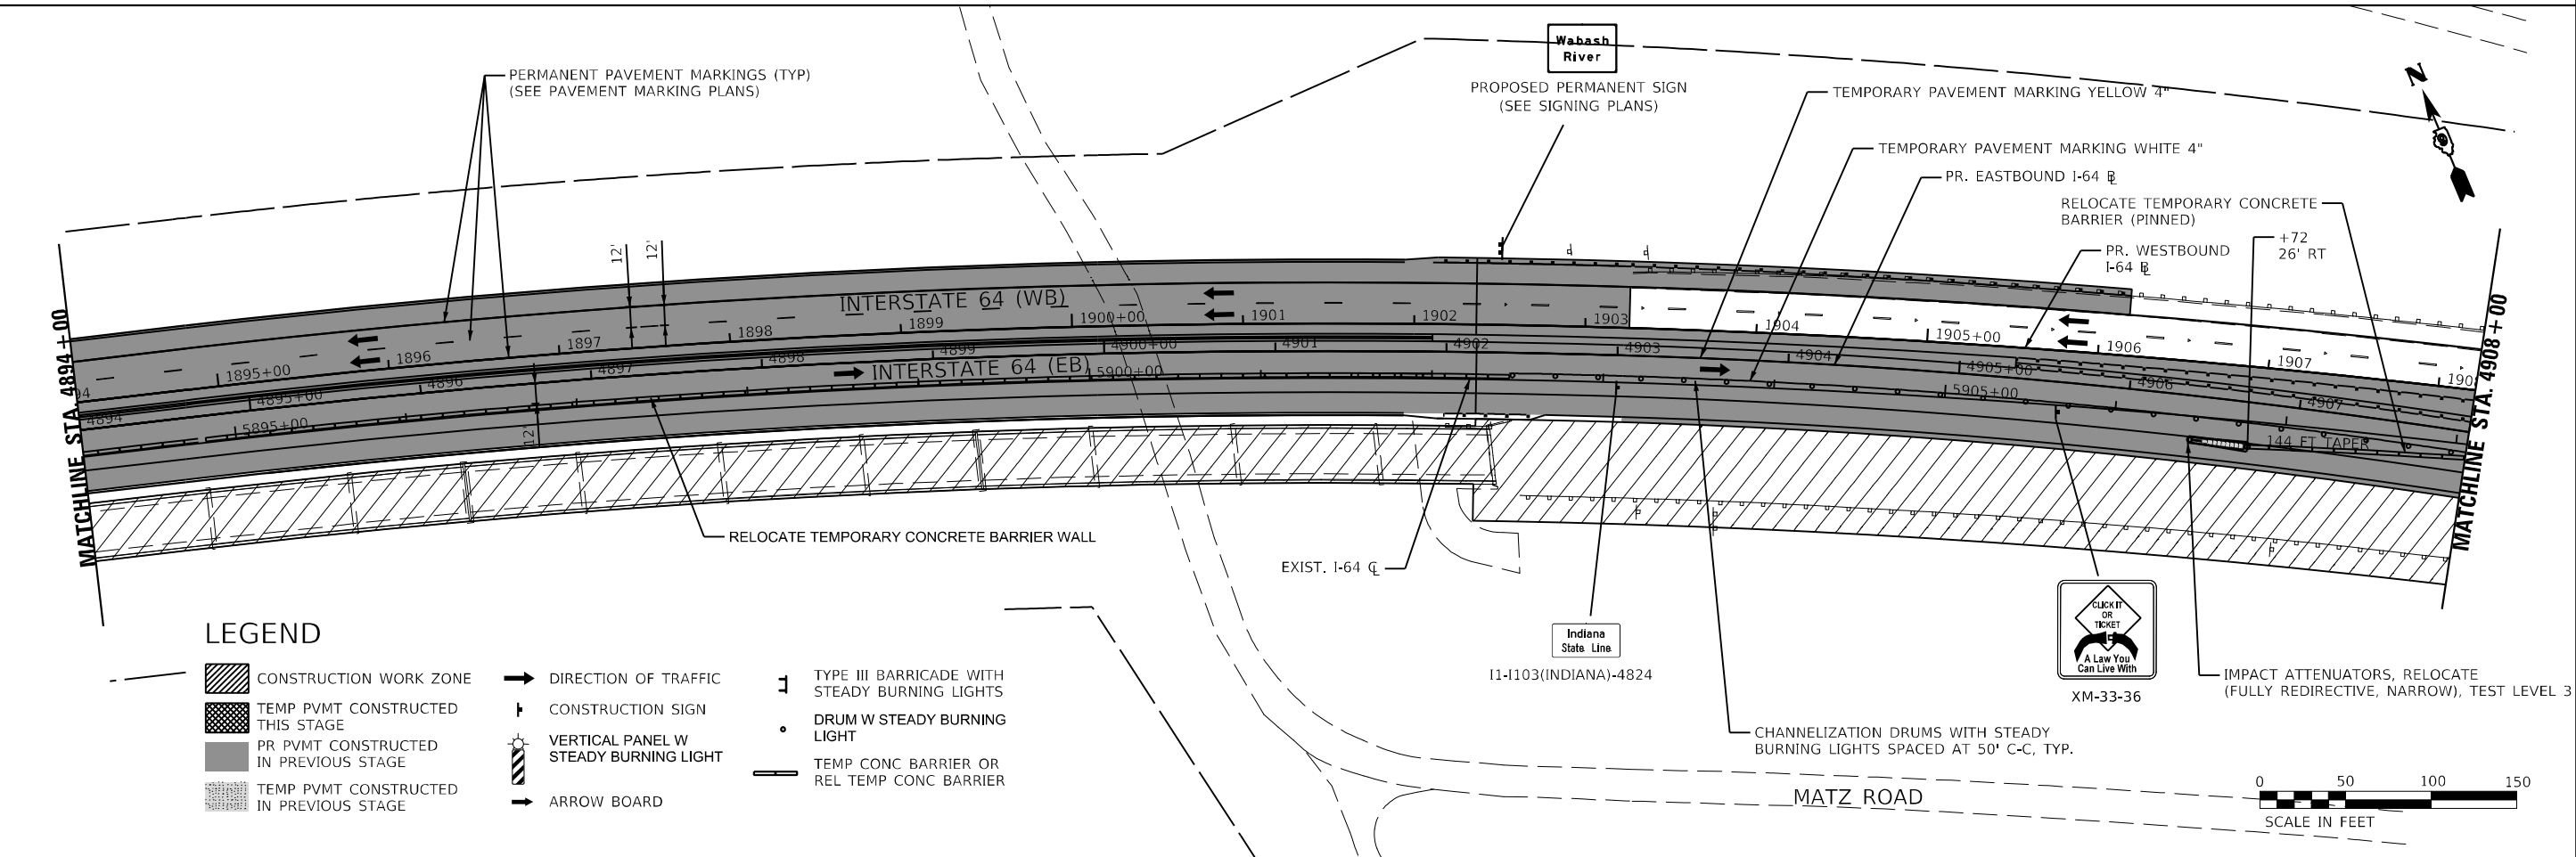 Wabash
River
PERMANENT PAVEMENT MARKINGS (TYP)
(SEE PAVEMENT MARKING PLANS)
PROPOSED PERMANENT SIGN
(SEE SIGNING PLANS)
TEMPORARY PAVEMENT MARKING YELLOW 4"
TEMPORARY PAVEMENT MARKING WHITE 4"
PR. EASTBOUND I-64 ℄
RELOCATE TEMPORARY CONCRETE
BARRIER (PINNED)
PR. WESTBOUND
I-64
+72
26' RT
N
12'
12'
12'
MATCHLINE STA. 4894+00
MATCHLINE STA. 4908+00
INTERSTATE 64 (WB)
1895+00
1896
1897
1898
1899
1900+00
1901
1902
1903
1904
1905+00
1906
1907
INTERSTATE 64 (EB)
4894
4895+00
4896
4897
4898
4899
4900+00
4901
4902
4903
4904
4905+00
4906
4907
5895+00
5900+00
5905+00
144 FT TAPER
RELOCATE TEMPORARY CONCRETE BARRIER WALL
EXIST. I-64 ℄
Indiana
State Line
I1-I103(INDIANA)-4824
CLICK IT
OR
TICKET
A Law You
Can Live With
XM-33-36
IMPACT ATTENUATORS, RELOCATE
(FULLY REDIRECTIVE, NARROW), TEST LEVEL 3
CHANNELIZATION DRUMS WITH STEADY
BURNING LIGHTS SPACED AT 50' C-C, TYP.
MATZ ROAD
0 50 100 150
SCALE IN FEET
LEGEND
CONSTRUCTION WORK ZONE
TEMP PVMT CONSTRUCTED
THIS STAGE
PR PVMT CONSTRUCTED
IN PREVIOUS STAGE
TEMP PVMT CONSTRUCTED
IN PREVIOUS STAGE
DIRECTION OF TRAFFIC
CONSTRUCTION SIGN
VERTICAL PANEL W
STEADY BURNING LIGHT
ARROW BOARD
TYPE III BARRICADE WITH
STEADY BURNING LIGHTS
DRUM W STEADY BURNING
LIGHT
TEMP CONC BARRIER OR
REL TEMP CONC BARRIER